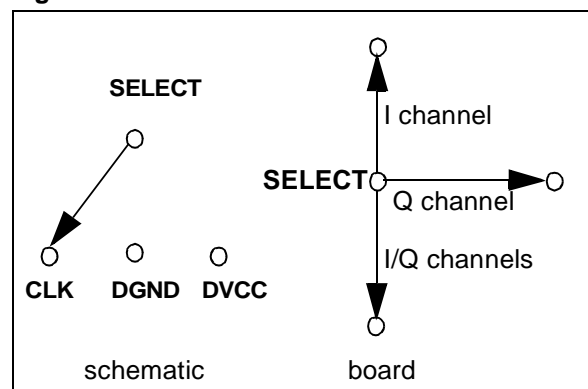 SELECT
I channel
SELECT
Q channel
I/Q channels
CLK DGND DVCC
schematic board